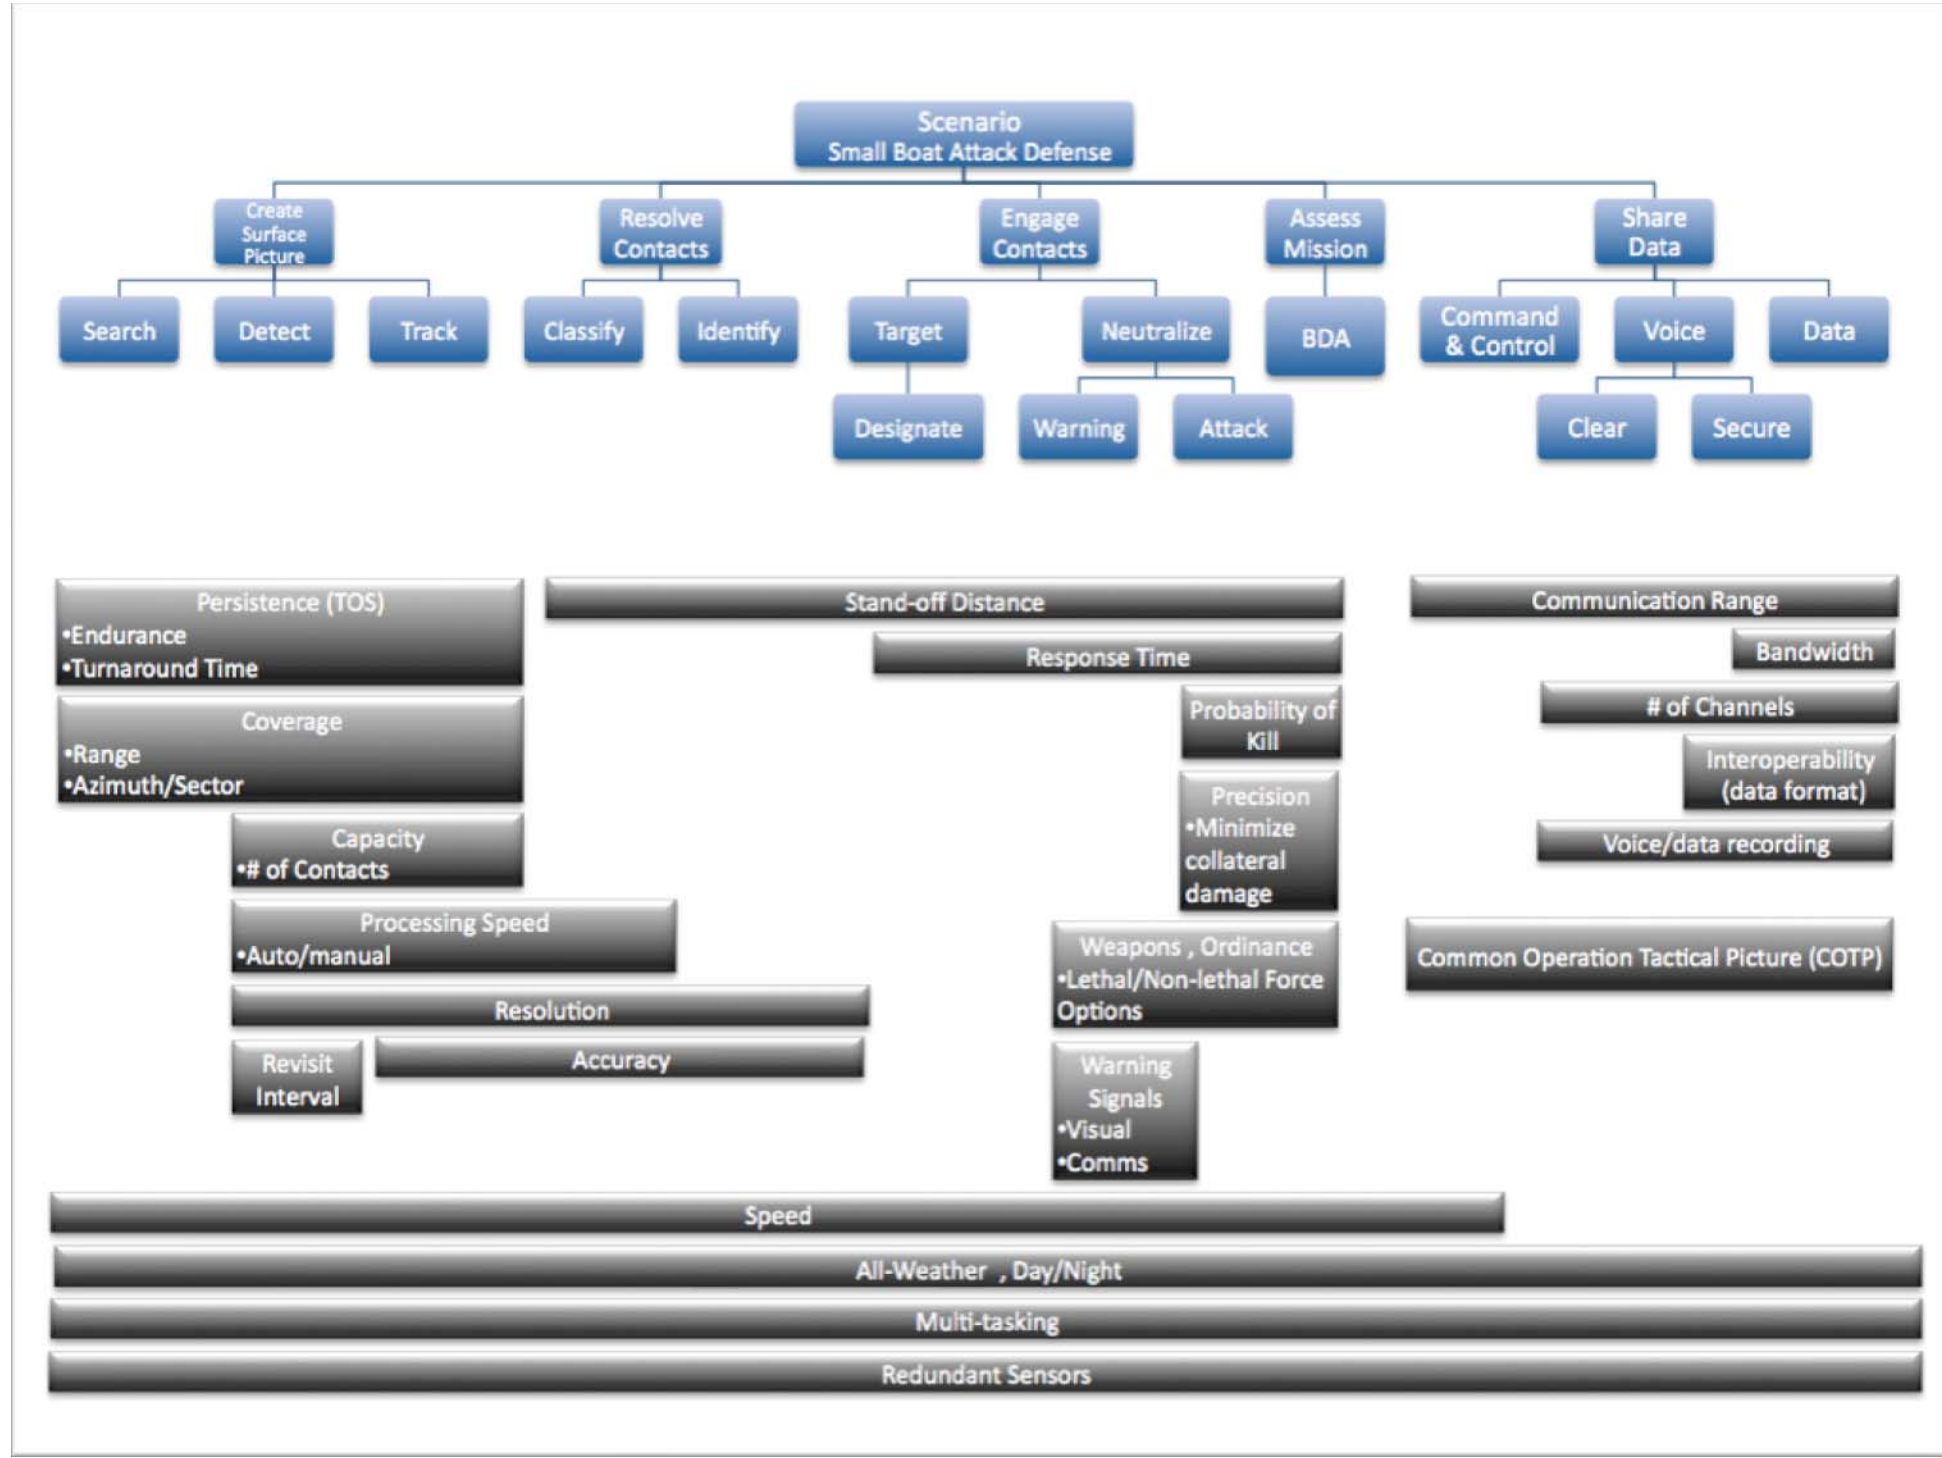 Scenario
Small Boat Attack Defense
Create
Surface
Picture
Resolve
Contacts
Engage
Contacts
Assess
Mission
Share
Data
Search
Detect
Track
Classify
Identify
Target
Neutralize
BDA
Command
& Control
Voice
Data
Designate
Warning
Attack
Clear
Secure
Persistence (TOS)
•Endurance
•Turnaround Time
Coverage
•Range
•Azimuth/Sector
Capacity
•# of Contacts
Processing Speed
•Auto/manual
Resolution
Revisit
Interval
Accuracy
Stand-off Distance
Response Time
Probability of
Kill
Precision
•Minimize
collateral
damage
Weapons , Ordinance
•Lethal/Non-lethal Force
Options
Warning
Signals
•Visual
•Comms
Communication Range
Bandwidth
# of Channels
Interoperability
(data format)
Voice/data recording
Common Operation Tactical Picture (COTP)
Speed
All-Weather , Day/Night
Multi-tasking
Redundant Sensors